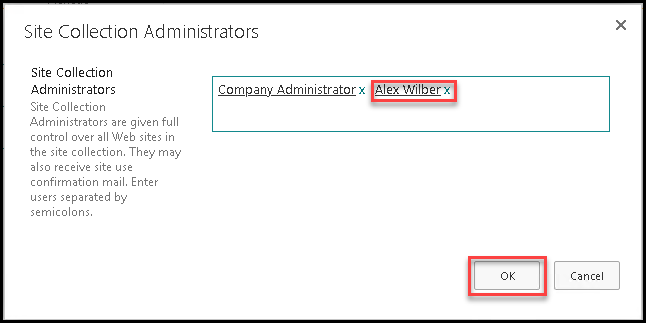 Site Collection Administrators
Site Collection
Administrators
Site Collection
Administrators are given full
control over all Web sites in
the site collection. They may
also receive site use
confirmation mail. Enter
users separated by
semicolons.
Company Administrator x Alex Wilber x
OK
Cancel